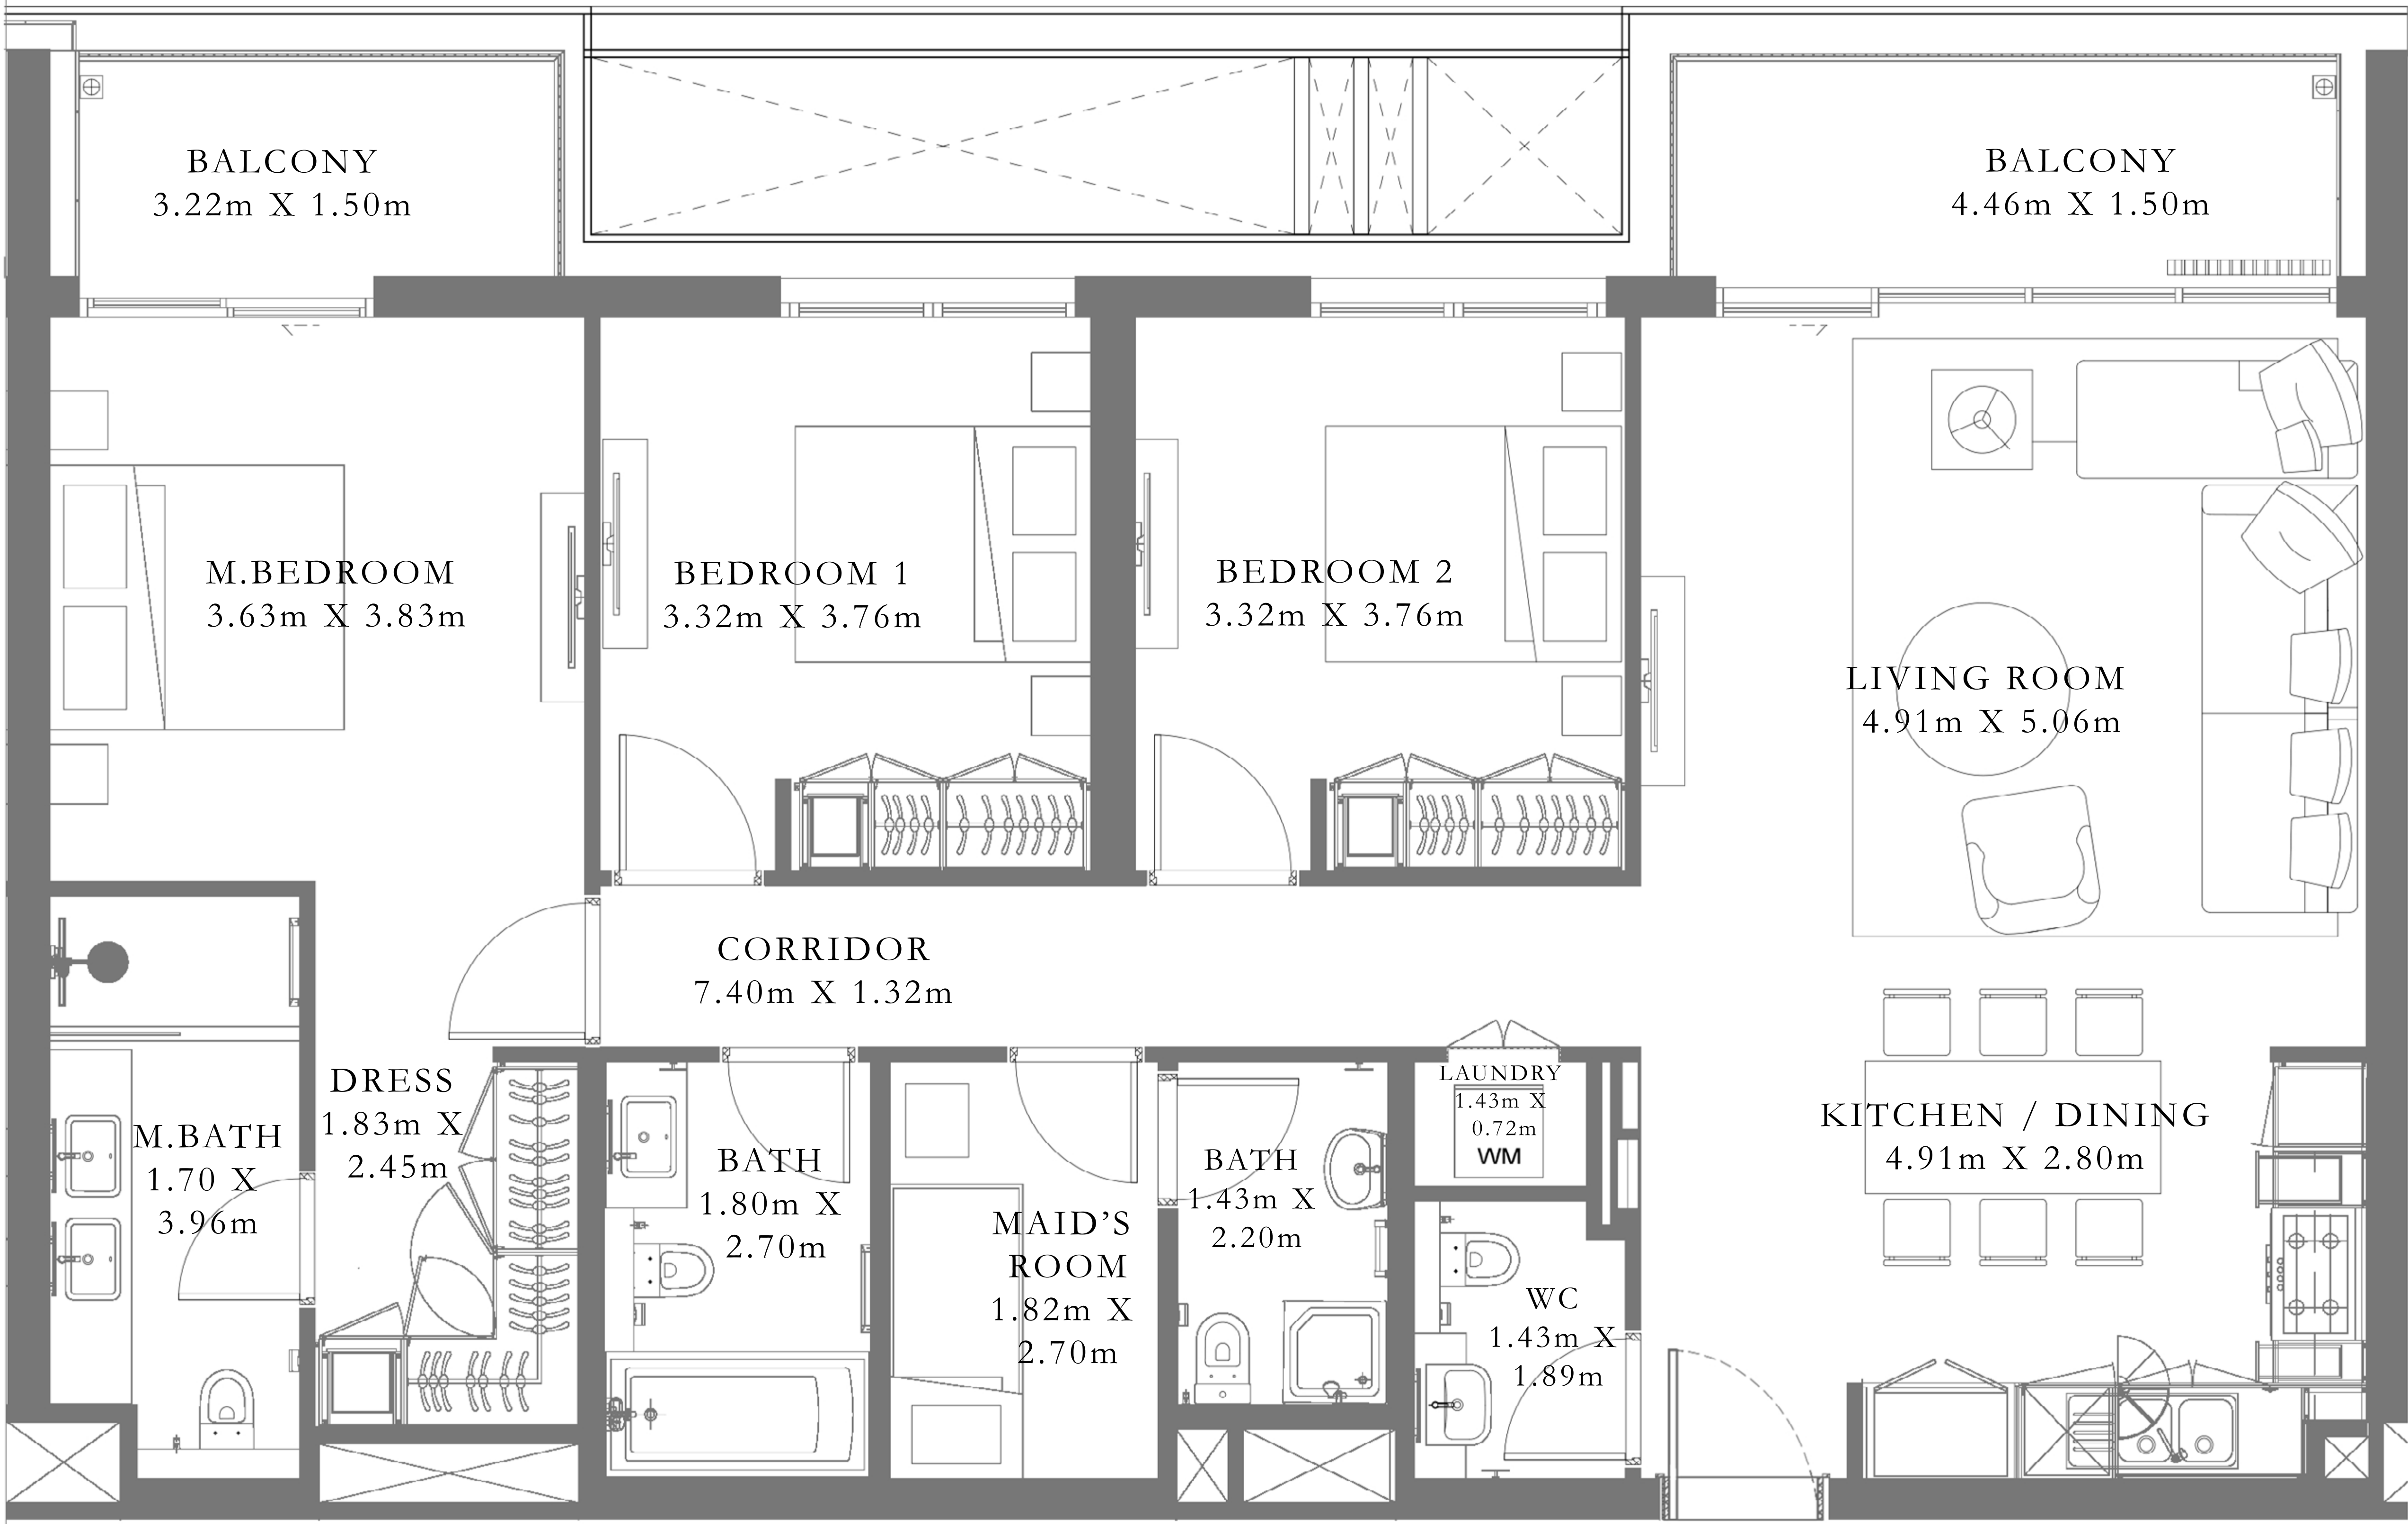 BALCONY
3.22m X 1.50m
BALCONY
4.46m X 1.50m
M.BEDROOM
3.63m X 3.83m
BEDROOM 1
3.32m X 3.76m
BEDROOM 2
3.32m X 3.76m
LIVING ROOM
4.91m X 5.06m
CORRIDOR
7.40m X 1.32m
DRESS
1.83m X
2.45m
M.BATH
1.70 X
3.96m
BATH
1.80m X
2.70m
MAID'S
ROOM
1.82m X
2.70m
BATH
1.43m X
2.20m
LAUNDRY
1.43m X
0.72m
WM
WC
1.43m X
1.89m
KITCHEN / DINING
4.91m X 2.80m